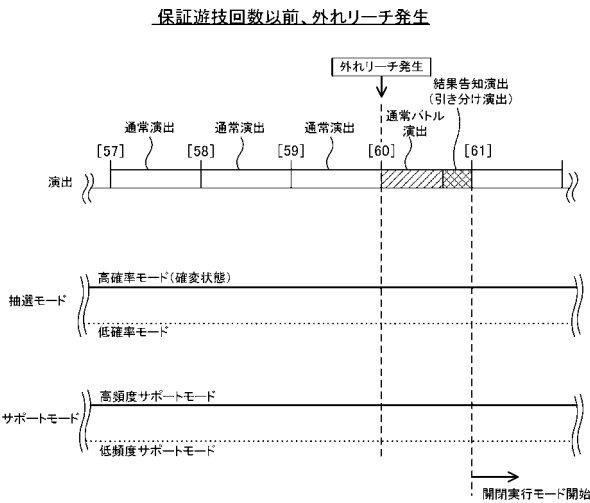 保証遊技回数以前、外れリーチ発生
外れリーチ発生
結果告知演出
(引き分け演出)
通常演出
通常演出
通常演出
通常バトル
演出
[57]
[58]
[59]
[60]
[61]
演出
高確率モード(確変状態)
抽選モード
低確率モード
高頻度サポートモード
サポートモード
低頻度サポートモード
開閉実行モード開始